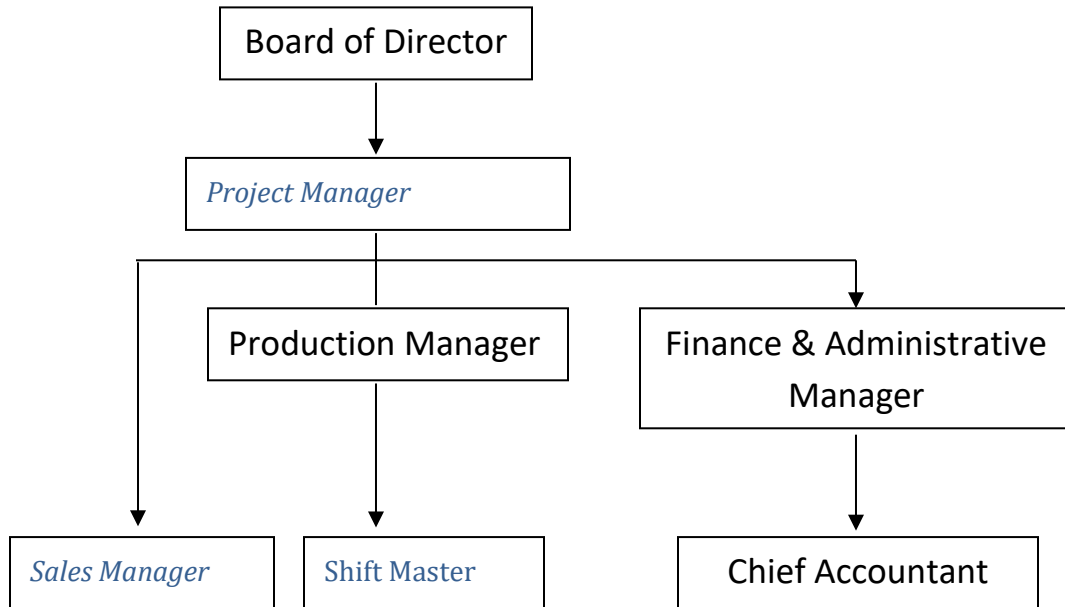 Board of Director
Project Manager
Production Manager
Finance & Administrative
Manager
Sales Manager
Shift Master
Chief Accountant